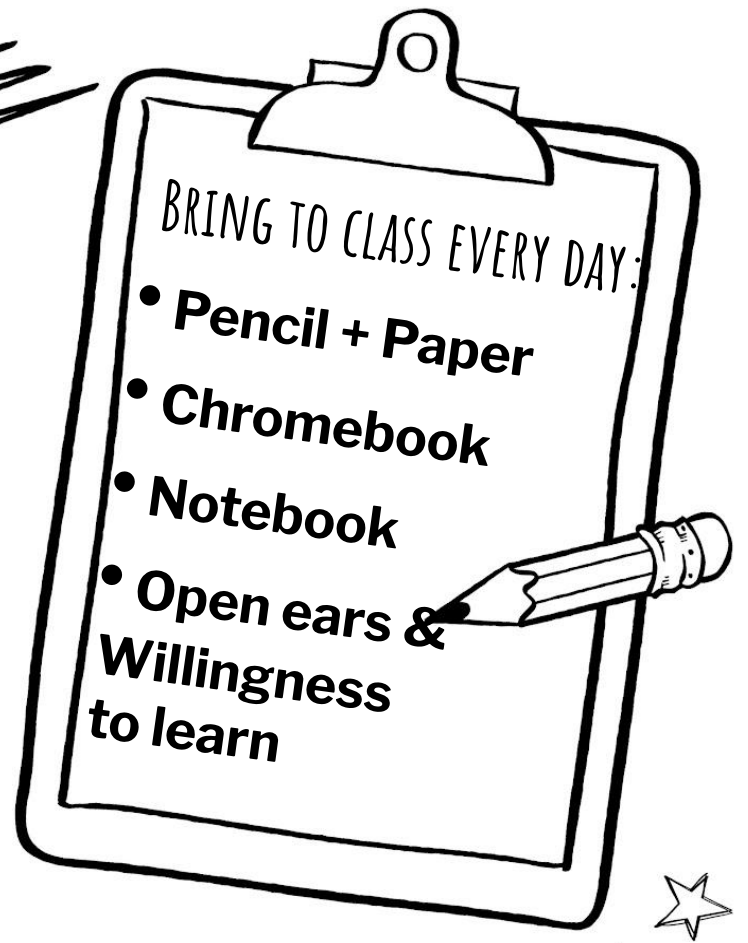 Bring to class every day:
• Pencil + Paper
• Chromebook
• Notebook
• Open ears &
Willingness
to learn